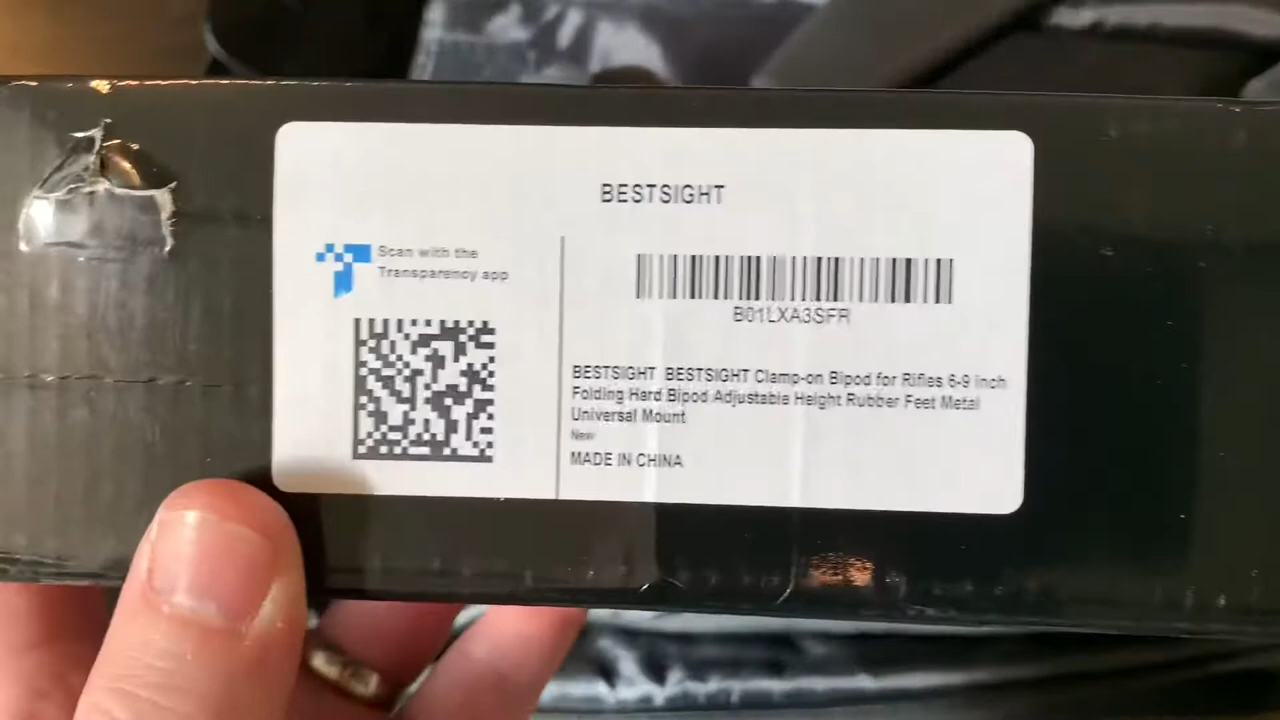 BESTSIGHT
Scan with the
Transparency app
B01LXA3SFR
BESTSIGHT BESTSIGHT Clamp-on Bipod for Rifles 6-9 inch
Folding Hard Bipod Adjustable Height Rubber Feet Metal
Universal Mount
New
MADE IN CHINA